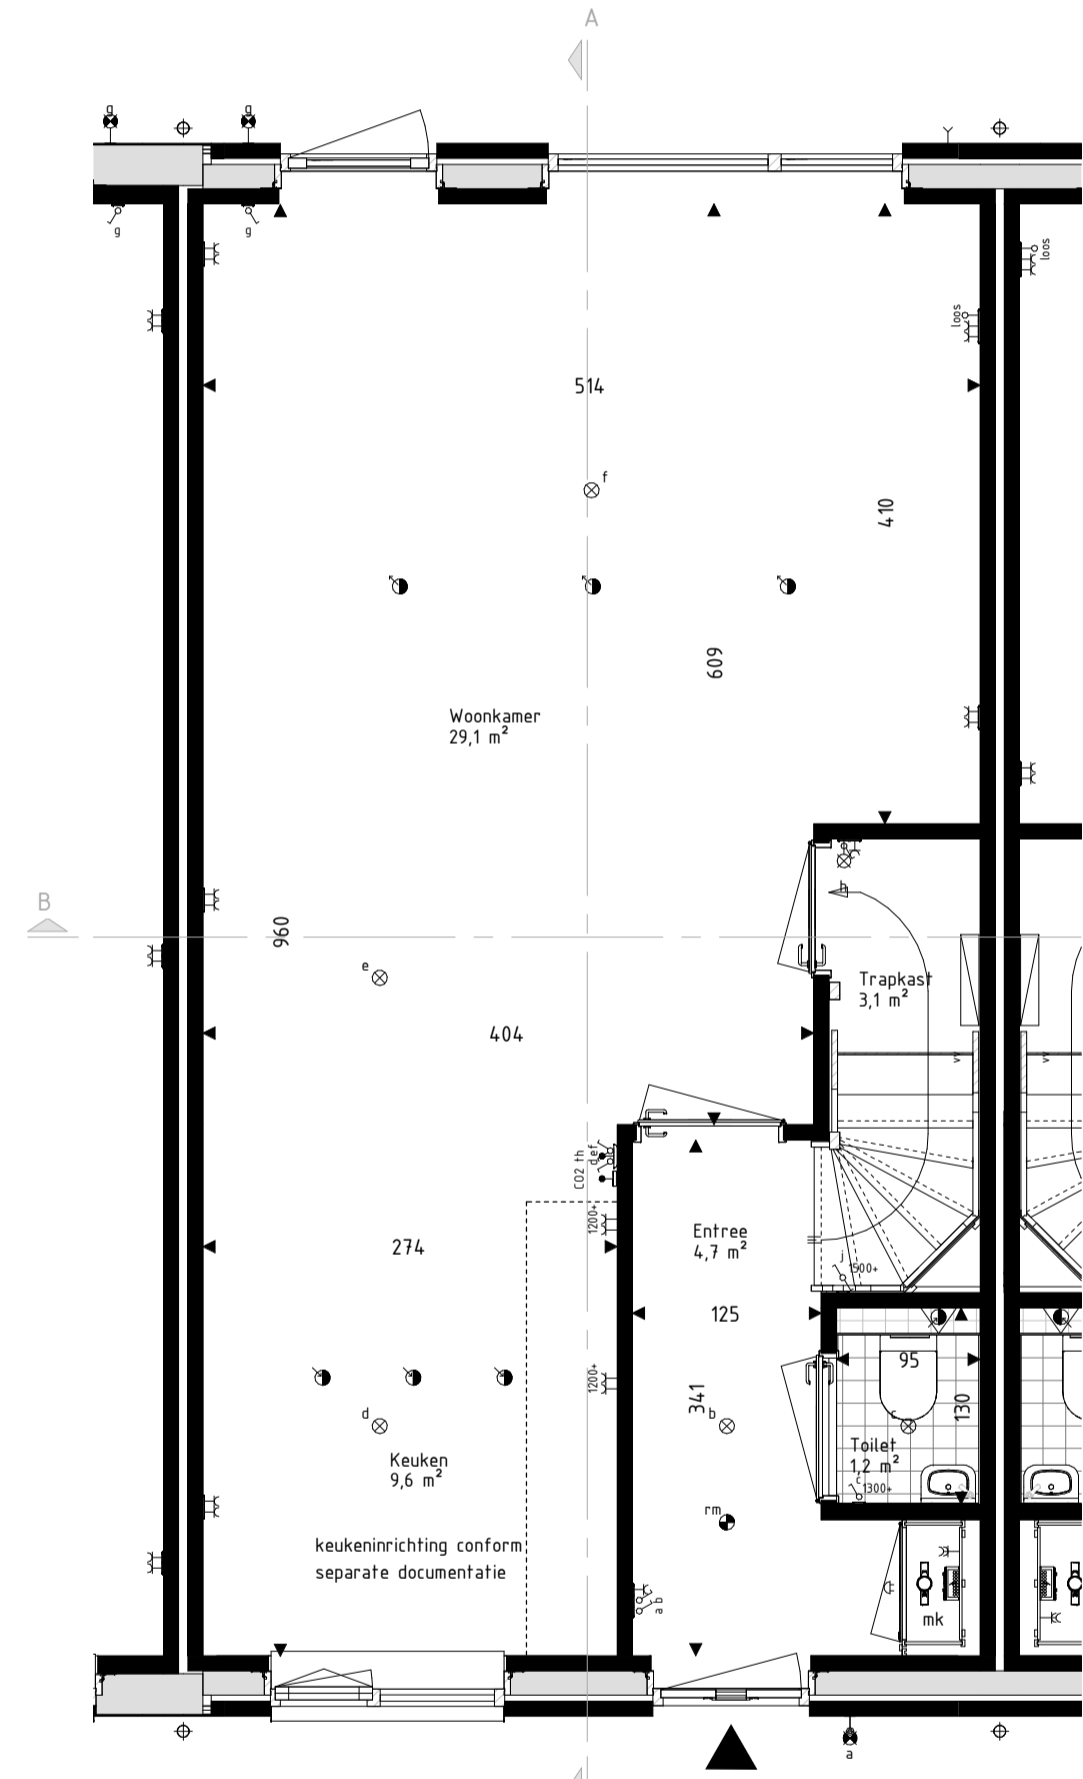 A
g
g
g
g
loos
loos
514
f
410
609
Woonkamer
29,1 m²
B
h
960
e
Trapkast
3,1 m²
404
vv
vv
CO2 th
d e f
1200+
Entree
4,7 m²
274
j
1500+
125
95
1200+
341
130
b
c
d
Toilet
1,2 m²
Keuken
9,6 m²
c
1300+
rm
keukeninrichting conform
separate documentatie
a b
mk
a